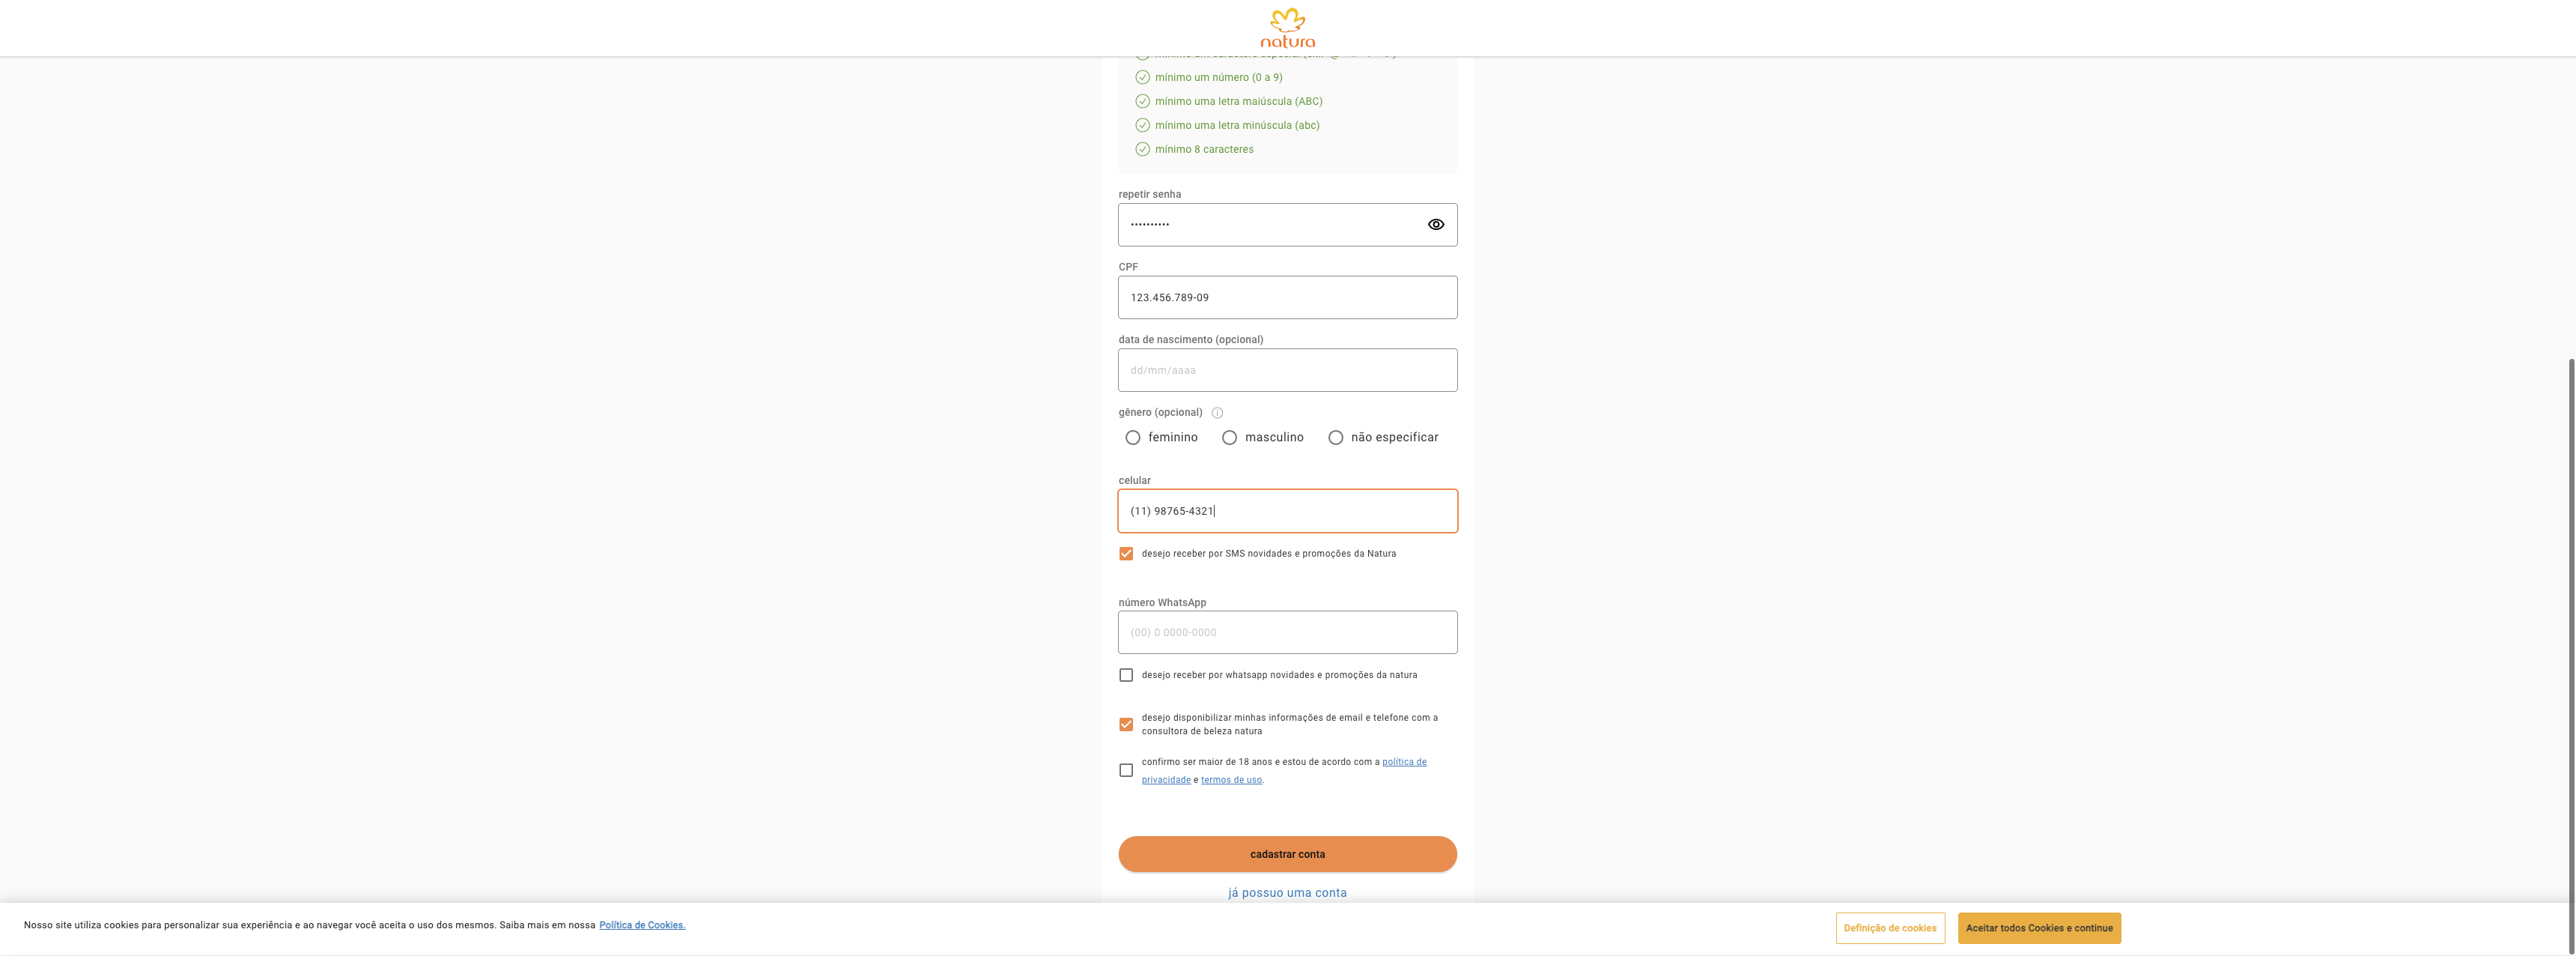 natura
mínimo um número (0 a 9)
mínimo uma letra maiúscula (ABC)
mínimo uma letra minúscula (abc)
mínimo 8 caracteres
repetir senha
••••••••••
CPF
123.456.789-09
data de nascimento (opcional)
dd/mm/aaaa
gênero (opcional)
feminino masculino não especificar
celular
(11) 98765-4321
desejo receber por SMS novidades e promoções da Natura
número WhatsApp
(00) 0 0000-0000
desejo receber por whatsapp novidades e promoções da natura
desejo disponibilizar minhas informações de email e telefone com a
consultora de beleza natura
confirmo ser maior de 18 anos e estou de acordo com a política de
privacidade e termos de uso.
cadastrar conta
já possuo uma conta
Nosso site utiliza cookies para personalizar sua experiência e ao navegar você aceita o uso dos mesmos. Saiba mais em nossa Política de Cookies.
Definição de cookies
Aceitar todos Cookies e continue